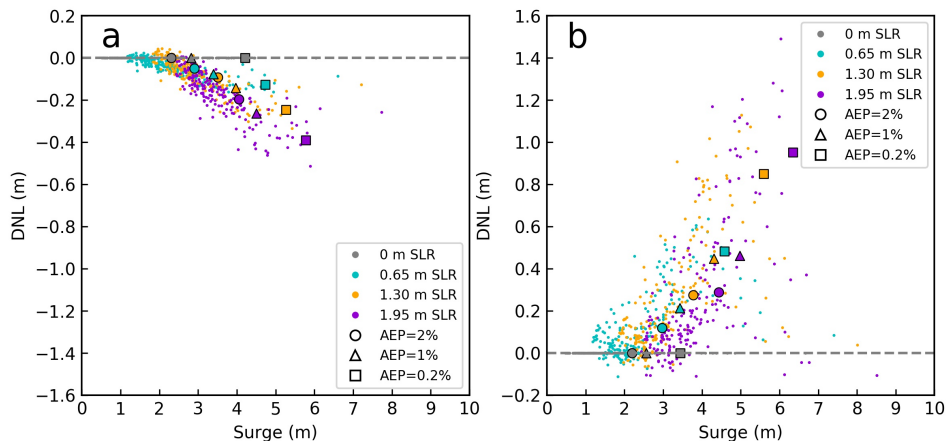 a
0.2
0.0
−0.2
−0.4
−0.6
−0.8
−1.0
−1.2
−1.4
−1.6
DNL (m)
0 1 2 3 4 5 6 7 8 9 10
Surge (m)
0 m SLR
0.65 m SLR
1.30 m SLR
1.95 m SLR
AEP=2%
AEP=1%
AEP=0.2%
b
1.6
1.4
1.2
1.0
0.8
0.6
0.4
0.2
0.0
−0.2
DNL (m)
0 1 2 3 4 5 6 7 8 9 10
Surge (m)
0 m SLR
0.65 m SLR
1.30 m SLR
1.95 m SLR
AEP=2%
AEP=1%
AEP=0.2%